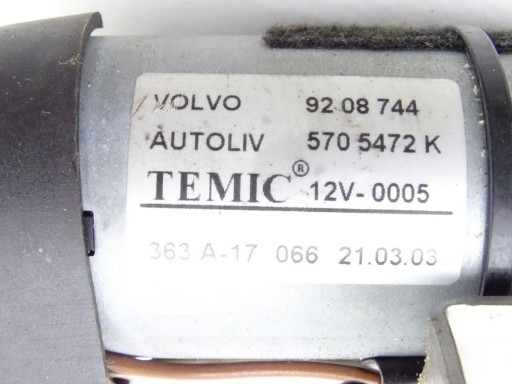 VOLVO 92 08 744
AUTOLIV 570 5472 K
TEMIC® 12V-0005
363 A-17 066 21.03.03